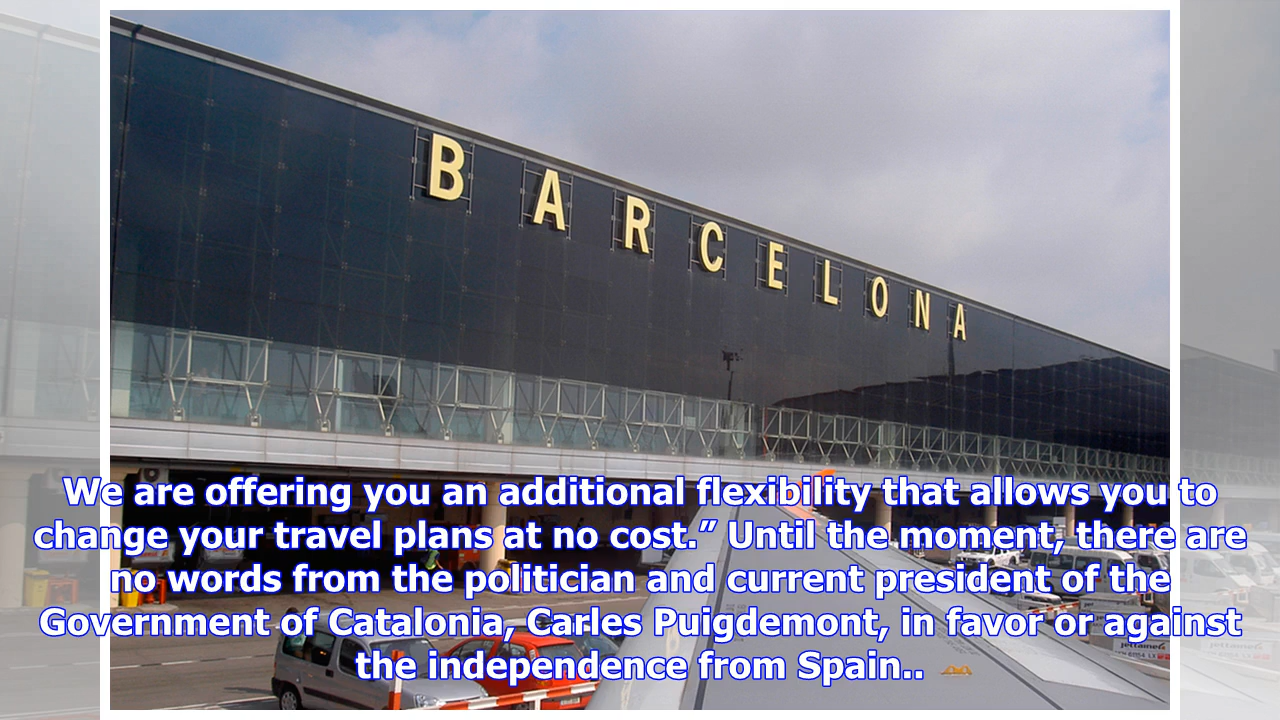 BARCELONA
We are offering you an additional flexibility that allows you to
change your travel plans at no cost.” Until the moment, there are
no words from the politician and current president of the
Government of Catalonia, Carles Puigdemont, in favor or against
the independence from Spain..